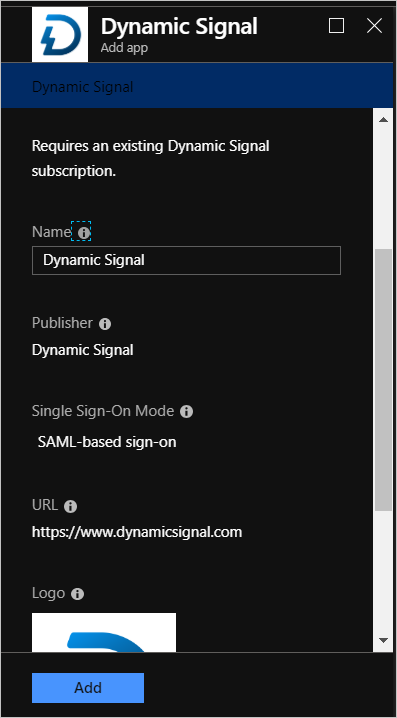 Dynamic Signal
Add app
Dynamic Signal
Requires an existing Dynamic Signal
subscription.
Name
Dynamic Signal
Publisher
Dynamic Signal
Single Sign-On Mode
SAML-based sign-on
URL
https://www.dynamicsignal.com
Logo
Add